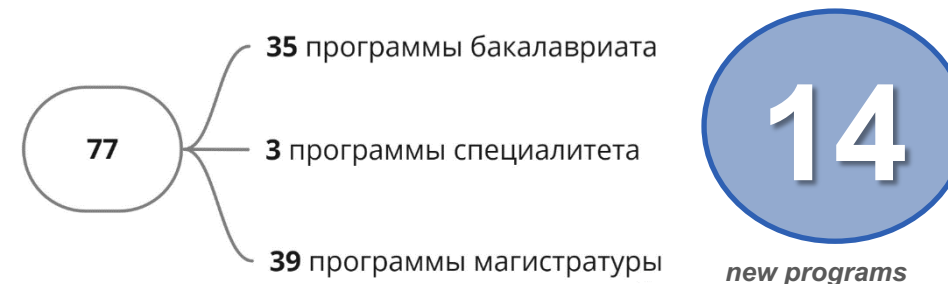 35 программы бакалавриата
77
3 программы специалитета
39 программы магистратуры
14
new programs